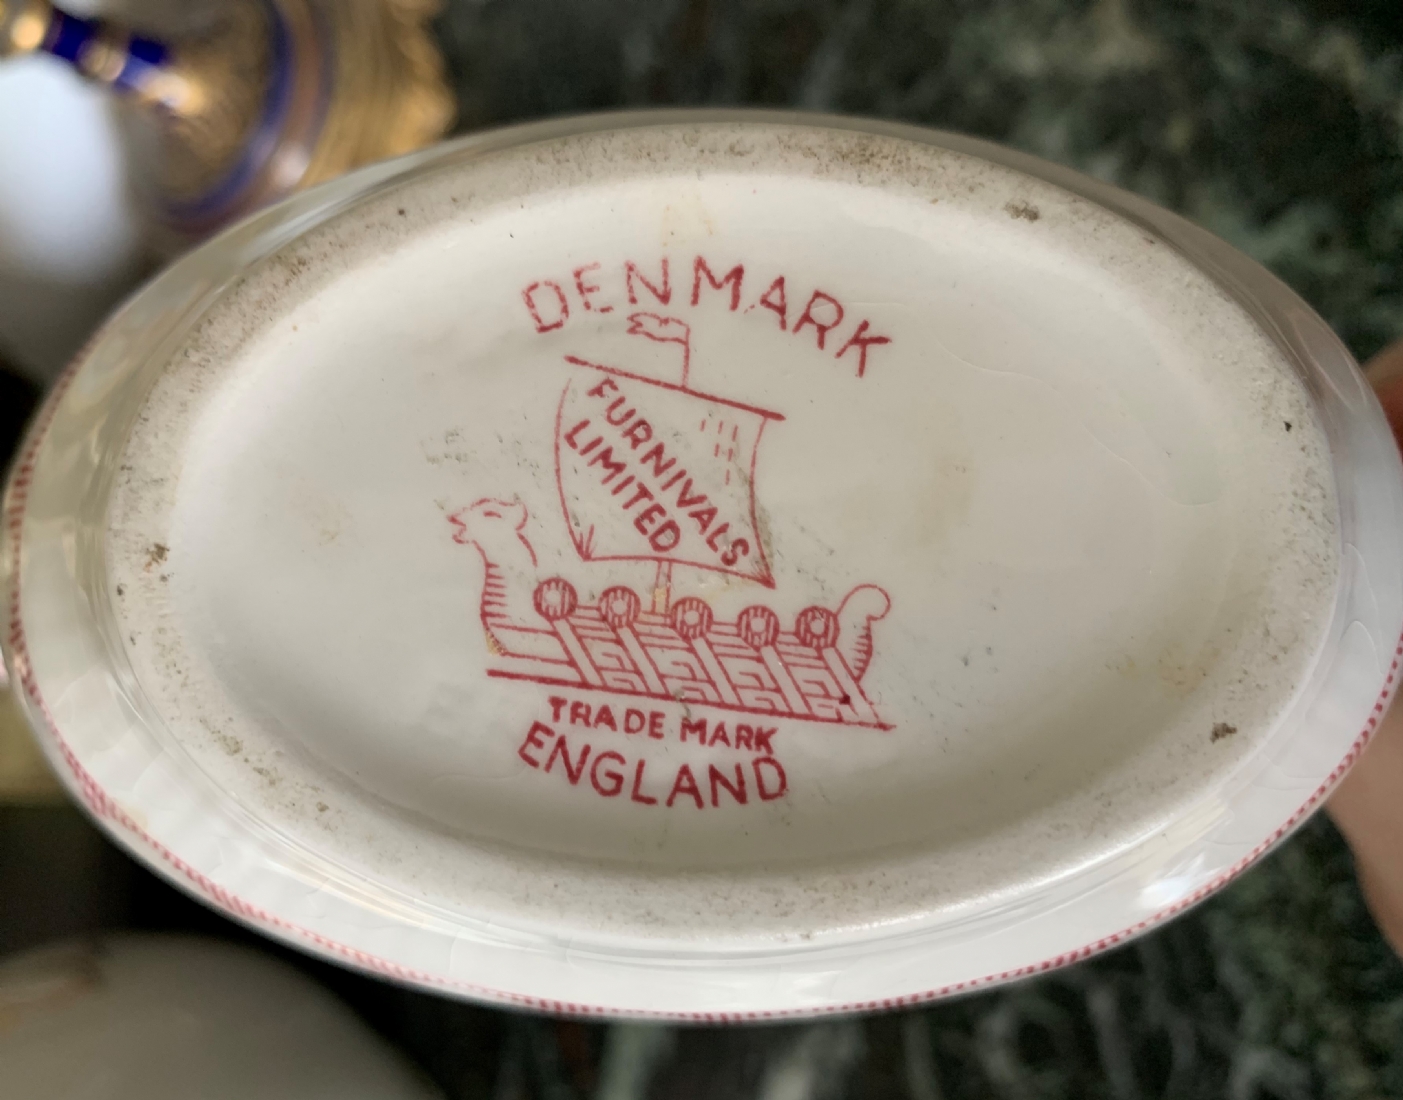 DENMARK
FURNIVALS
LIMITED
TRADE MARK
ENGLAND